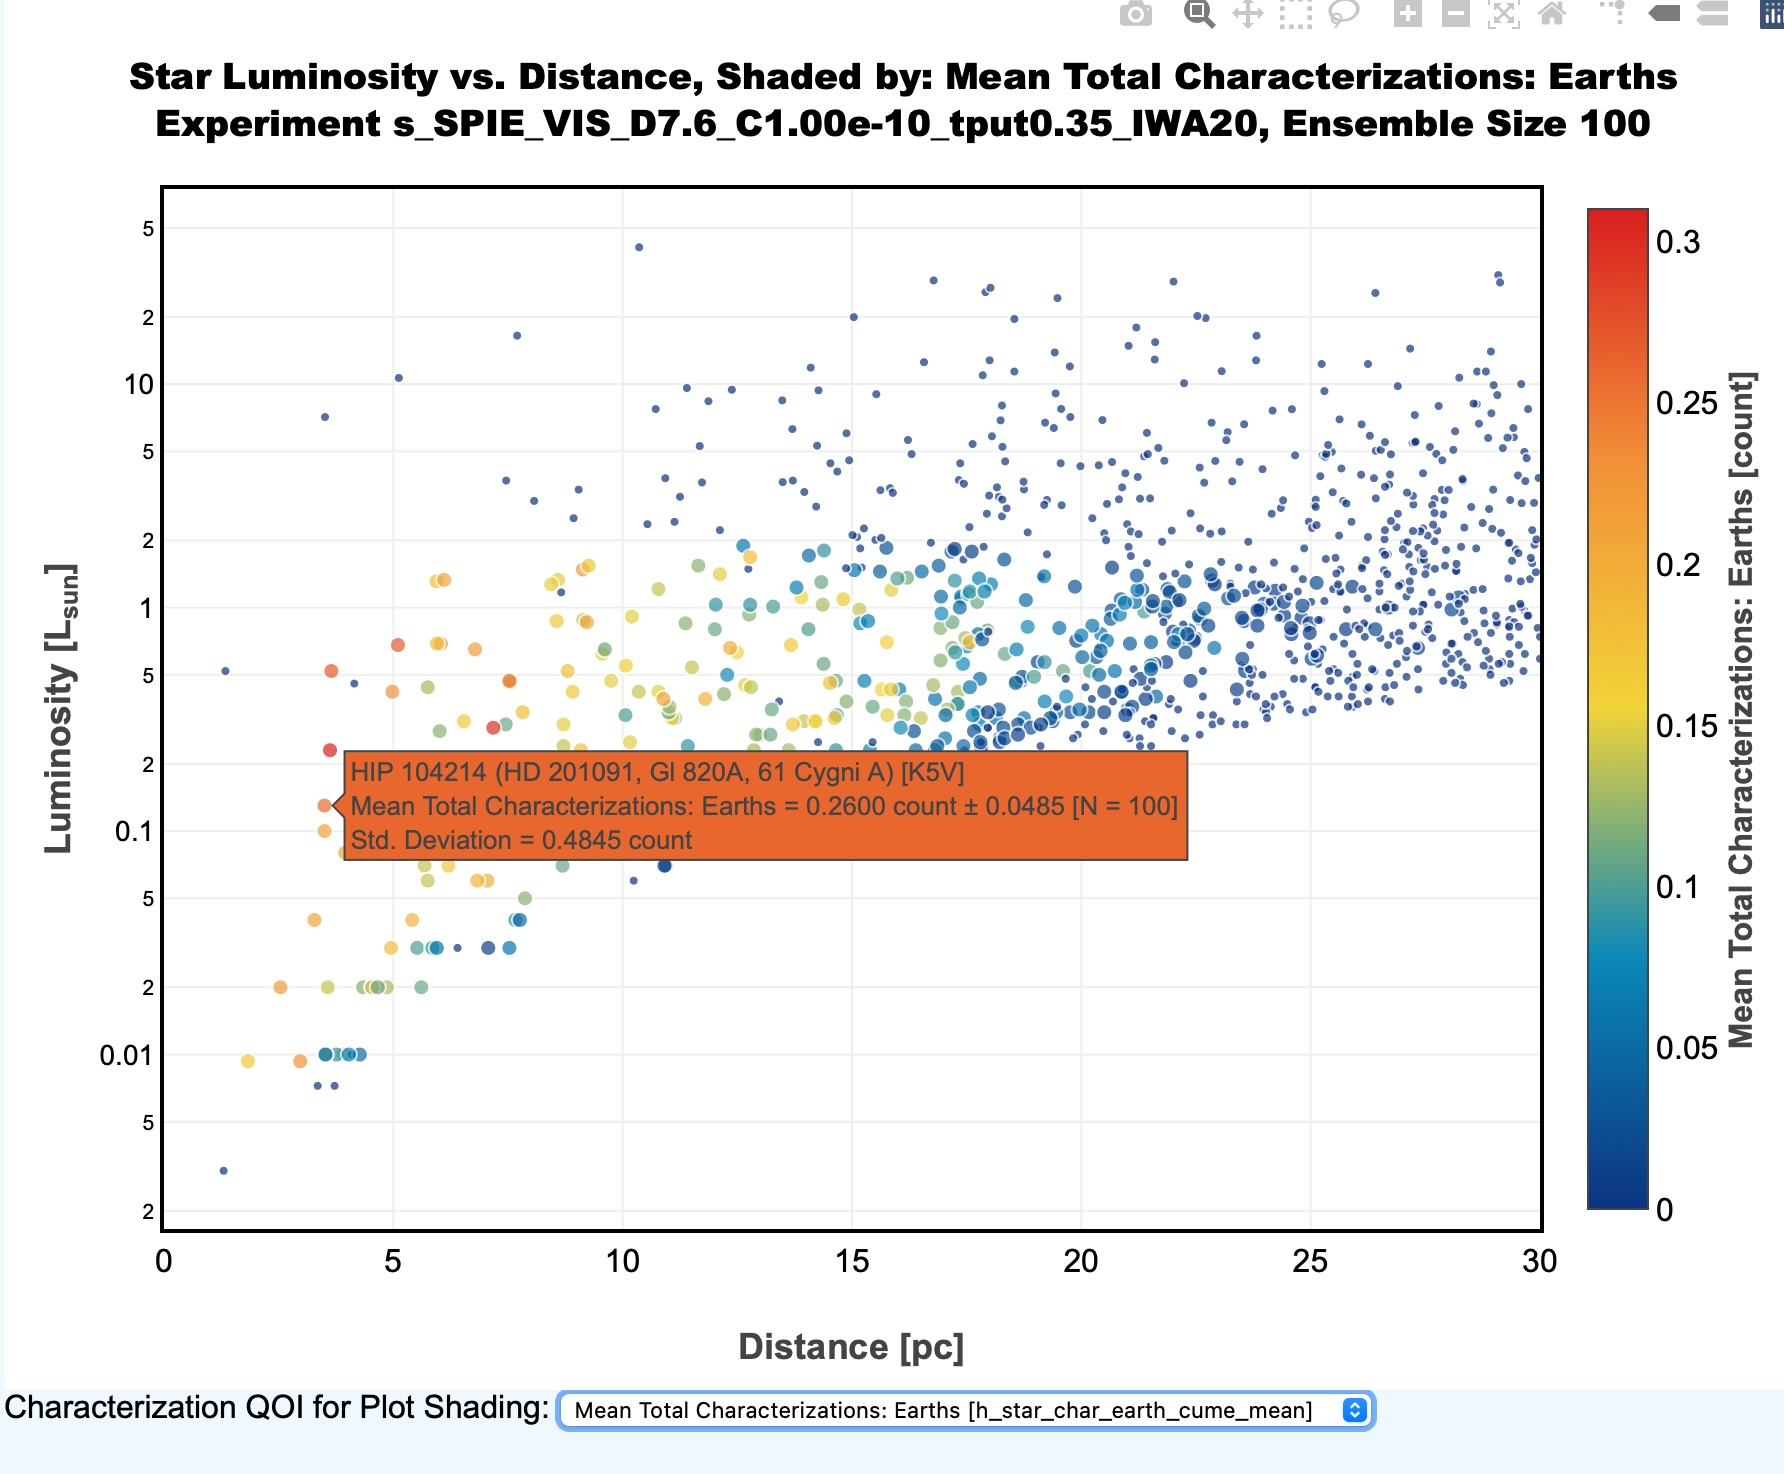 Star Luminosity vs. Distance, Shaded by: Mean Total Characterizations: Earths
Experiment s_SPIE_VIS_D7.6_C1.00e-10_tput0.35_IWA20, Ensemble Size 100
5
2
10
5
2
1
5
2
0.1
5
2
0.01
5
2
Luminosity [Lsun]
HIP 104214 (HD 201091, Gl 820A, 61 Cygni A) [K5V]
Mean Total Characterizations: Earths = 0.2600 count ± 0.0485 [N = 100]
Std. Deviation = 0.4845 count
0 5 10 15 20 25 30
Distance [pc]
0.3
0.25
0.2
0.15
0.1
0.05
0
Mean Total Characterizations: Earths [count]
Characterization QOI for Plot Shading: Mean Total Characterizations: Earths [h_star_char_earth_cume_mean]